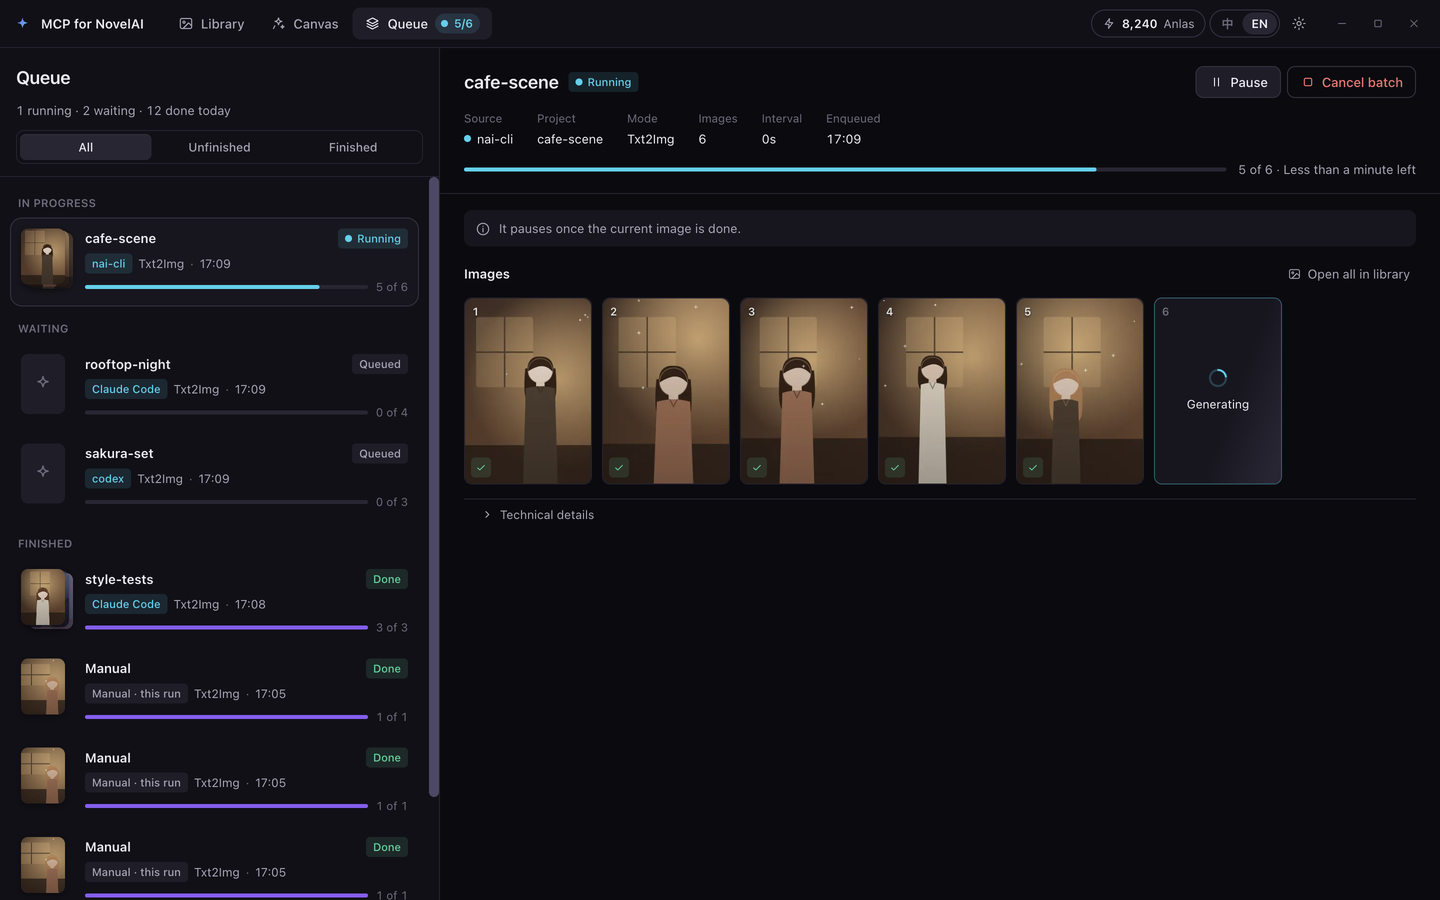 MCP for NovelAI
Library
Canvas
Queue
5/6
8,240 Anlas
中
EN
Queue
1 running · 2 waiting · 12 done today
All
Unfinished
Finished
IN PROGRESS
cafe-scene
Running
nai-cli
Txt2Img · 17:09
5 of 6
WAITING
rooftop-night
Queued
Claude Code
Txt2Img · 17:09
0 of 4
sakura-set
Queued
codex
Txt2Img · 17:09
0 of 3
FINISHED
style-tests
Done
Claude Code
Txt2Img · 17:08
3 of 3
Manual
Done
Manual · this run
Txt2Img · 17:05
1 of 1
Manual
Done
Manual · this run
Txt2Img · 17:05
1 of 1
Manual
Done
Manual · this run
Txt2Img · 17:05
1 of 1
cafe-scene
Running
Pause
Cancel batch
Source
Project
Mode
Images
Interval
Enqueued
nai-cli
cafe-scene
Txt2Img
6
0s
17:09
5 of 6 · Less than a minute left
It pauses once the current image is done.
Images
Open all in library
1
2
3
4
5
6
Generating
Technical details